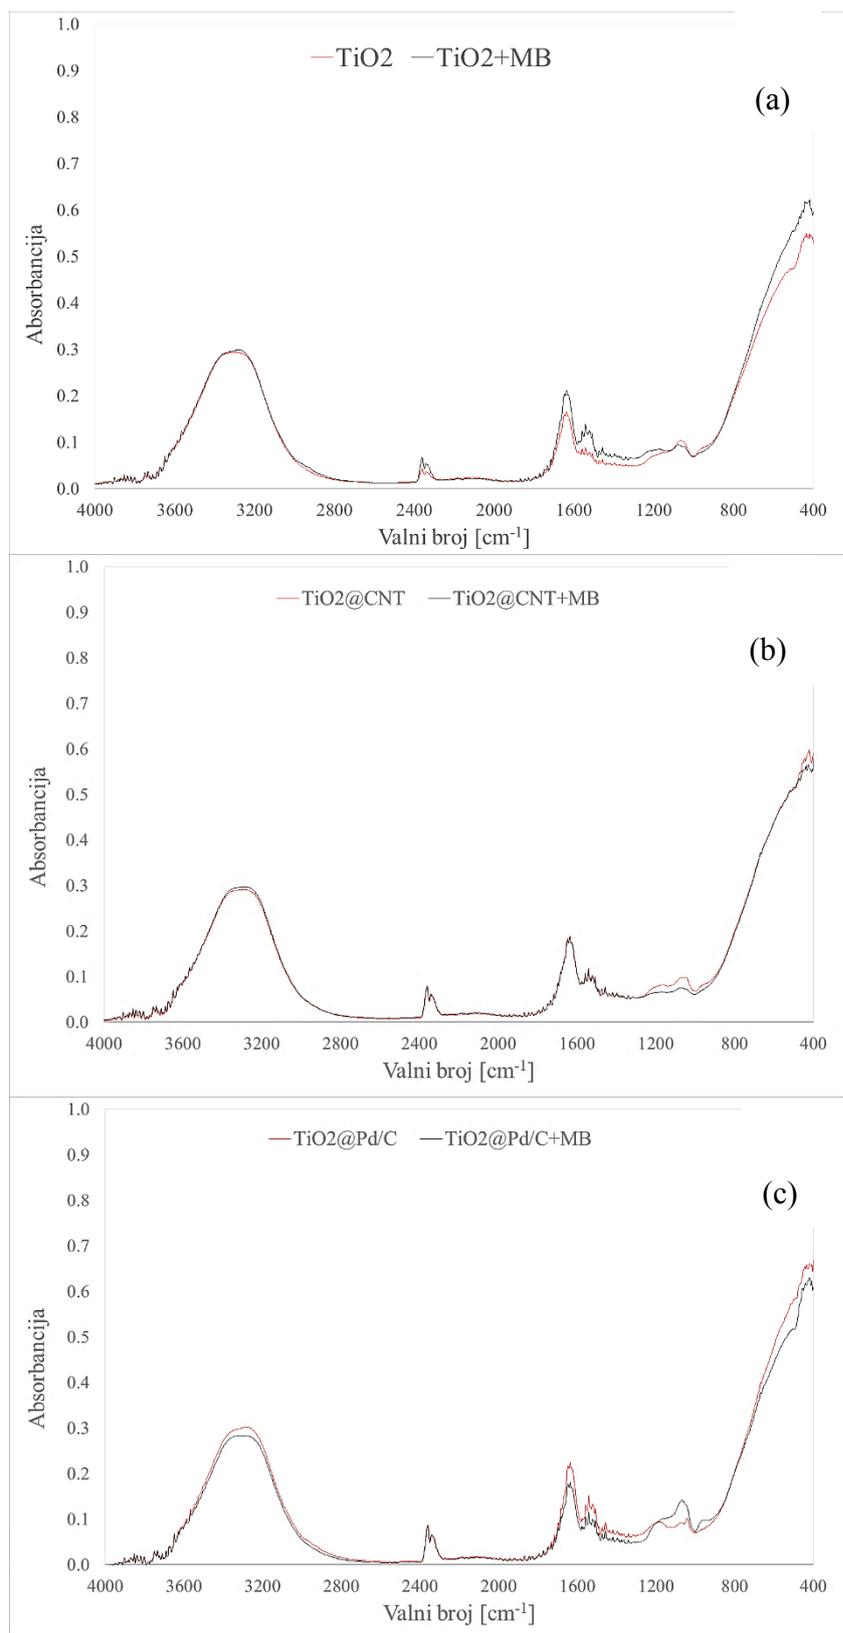 1.0
0.9
0.8
0.7
0.6
0.5
0.4
0.3
0.2
0.1
0.0
Absorbancija
TiO2 TiO2+MB
(a)
4000 3600 3200 2800 2400 2000 1600 1200 800 400
Valni broj [cm-1]
1.0
0.9
0.8
0.7
0.6
0.5
0.4
0.3
0.2
0.1
0.0
Absorbancija
TiO2@CNT TiO2@CNT+MB
(b)
4000 3600 3200 2800 2400 2000 1600 1200 800 400
Valni broj [cm-1]
1.0
0.9
0.8
0.7
0.6
0.5
0.4
0.3
0.2
0.1
0.0
Absorbancija
TiO2@Pd/C TiO2@Pd/C+MB
(c)
4000 3600 3200 2800 2400 2000 1600 1200 800 400
Valni broj [cm-1]